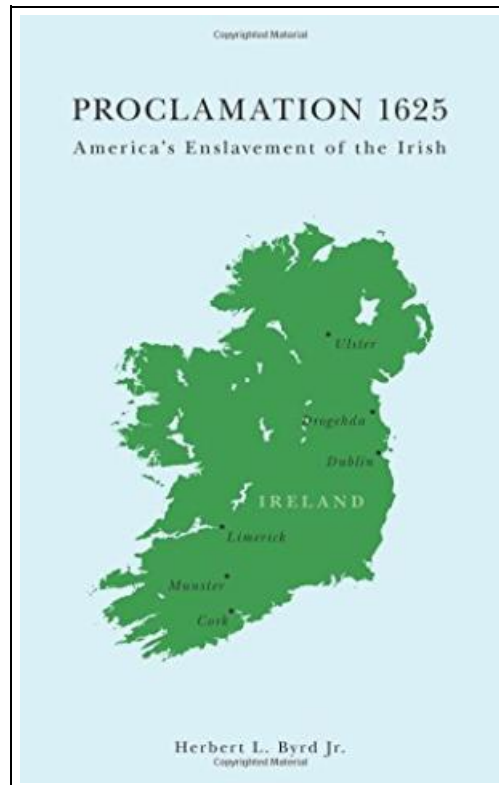 Copyrighted Material
PROCLAMATION 1625
America's Enslavement of the Irish
Ulster
Drogehda
Dublin
IRELAND
Limerick
Munster
Cork
Herbert L. Byrd Jr.
Copyrighted Material